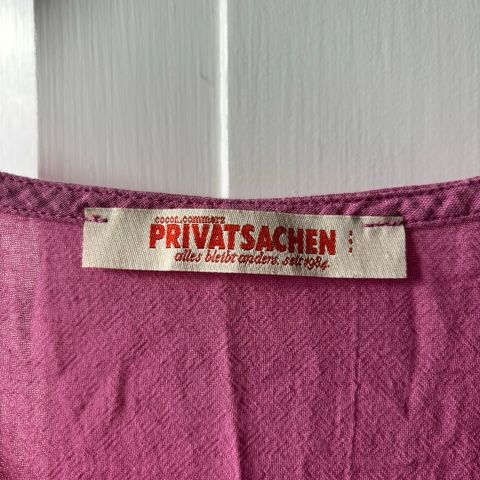 cocon.commerz
PRIVATSACHEN
alles bleibt anders. seit 1984.